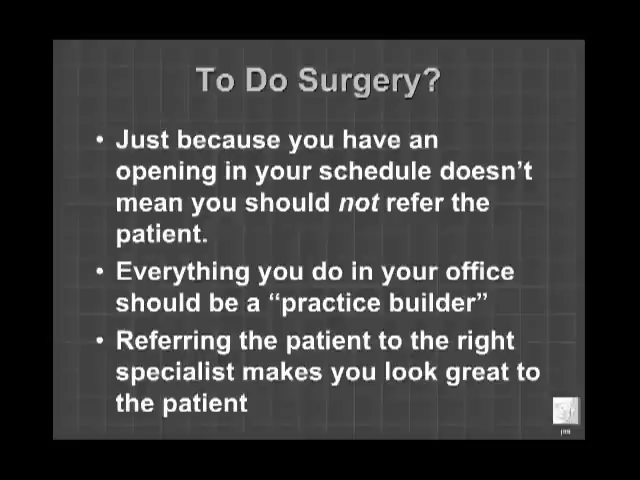 To Do Surgery?
• Just because you have an
opening in your schedule doesn't
mean you should not refer the
patient.
• Everything you do in your office
should be a "practice builder"
• Referring the patient to the right
specialist makes you look great to
the patient